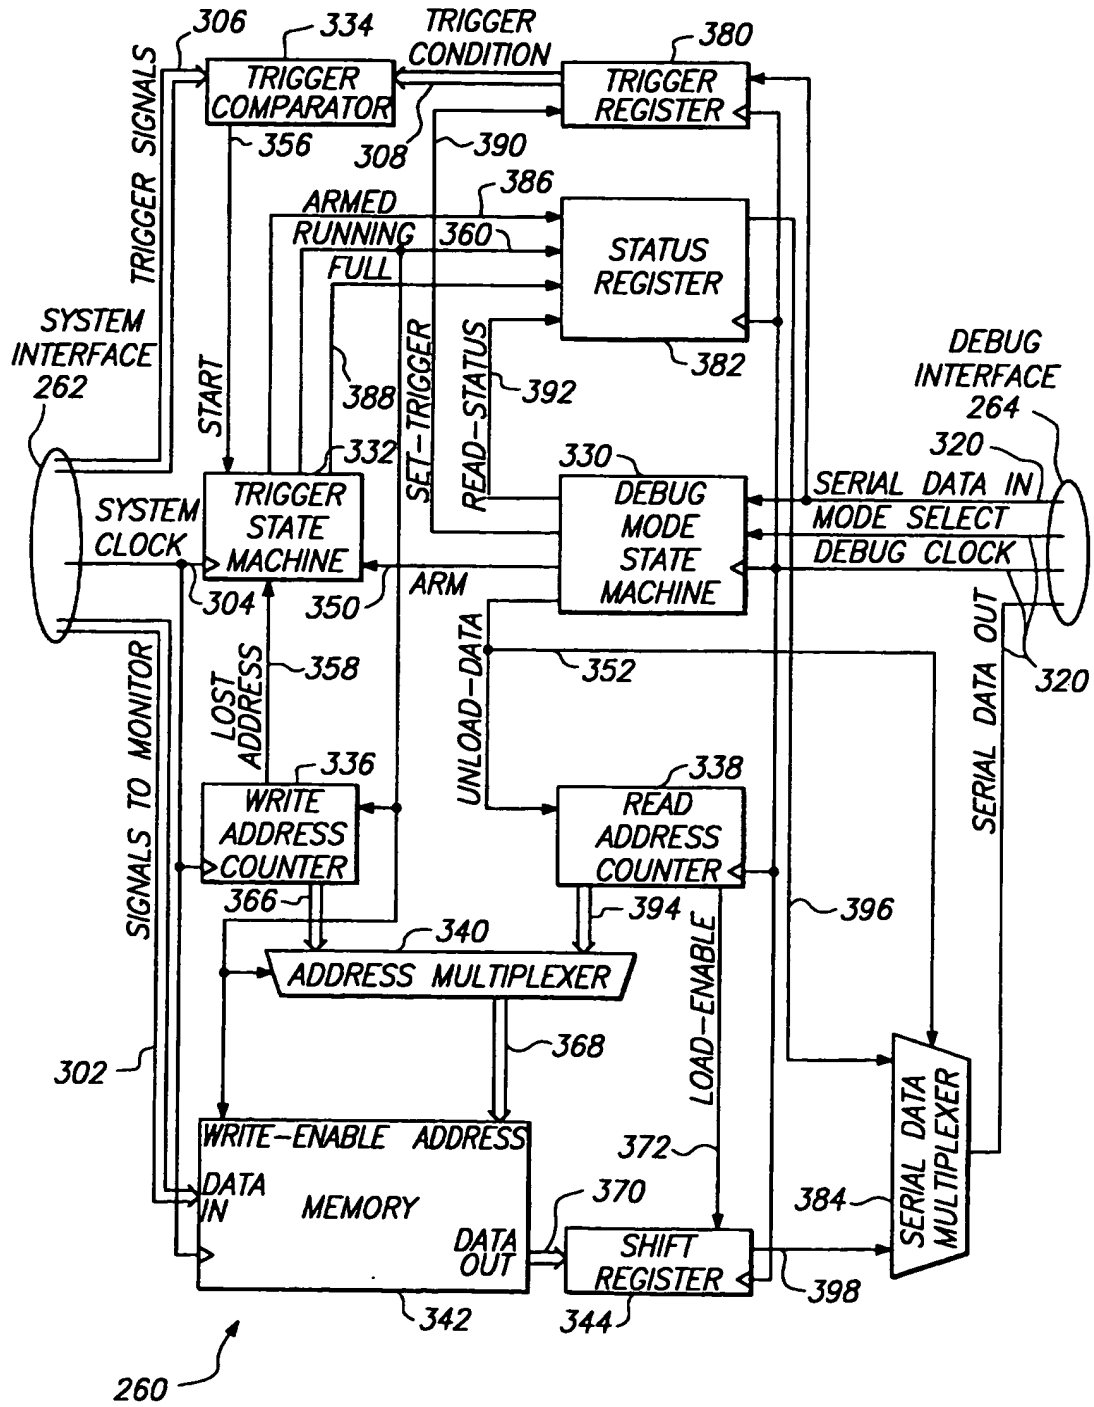 306
334
TRIGGER
CONDITION
380
TRIGGER SIGNALS
TRIGGER
COMPARATOR
TRIGGER
REGISTER
356
308
390
ARMED
386
RUNNING
360
FULL
STATUS
REGISTER
382
SYSTEM
INTERFACE
262
START
388
SET-TRIGGER
READ-STATUS
392
DEBUG
INTERFACE
264
332
330
320
SYSTEM
CLOCK
TRIGGER
STATE
MACHINE
DEBUG
MODE
STATE
MACHINE
SERIAL DATA IN
MODE SELECT
DEBUG CLOCK
304
350
ARM
SIGNALS TO MONITOR
LOST
ADDRESS
358
UNLOAD-DATA
352
SERIAL DATA OUT
320
336
338
WRITE
ADDRESS
COUNTER
READ
ADDRESS
COUNTER
366
394
396
340
ADDRESS MULTIPLEXER
LOAD-ENABLE
302
368
WRITE-ENABLE ADDRESS
372
SERIAL DATA
MULTIPLEXER
DATA
IN
MEMORY
370
384
DATA
OUT
SHIFT
REGISTER
398
342
344
260